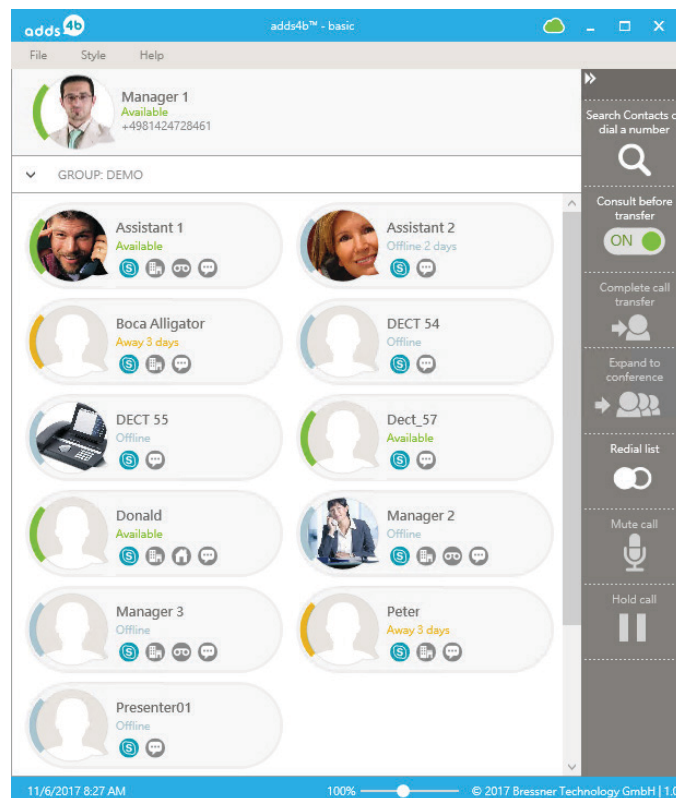 adds 4b
adds4b™ - basic
File Style Help
Manager 1
Available
+4981424728461
GROUP: DEMO
Assistant 1
Available
Assistant 2
Offline 2 days
Boca Alligator
Away 3 days
DECT 54
Offline
DECT 55
Offline
Dect_57
Available
Donald
Available
Manager 2
Offline
Manager 3
Offline
Peter
Away 3 days
Presenter01
Offline
Search Contacts o
dial a number
Consult before
transfer
ON
Complete call
transfer
Expand to
conference
Redial list
Mute call
Hold call
11/6/2017 8:27 AM
100%
© 2017 Bressner Technology GmbH | 1.0